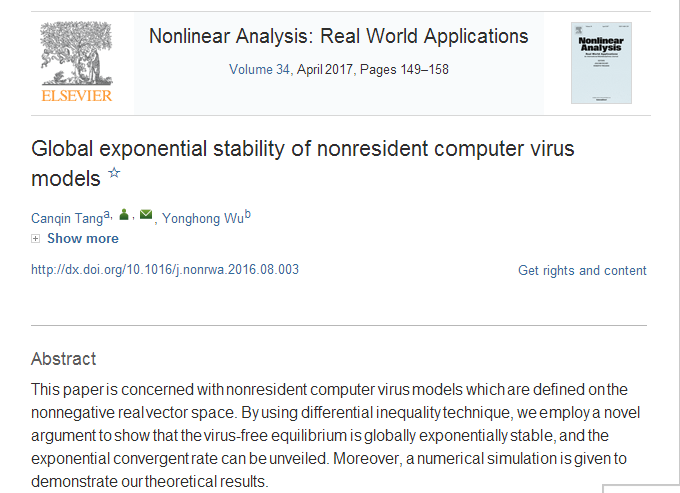 Nonlinear Analysis: Real World Applications
Volume 34, April 2017, Pages 149–158
ELSEVIER
Nonlinear
Analysis
Global exponential stability of nonresident computer virus
models ☆
Canqin Tang a, , , Yonghong Wu b
Show more
http://dx.doi.org/10.1016/j.nonrwa.2016.08.003
Get rights and content
Abstract
This paper is concerned with nonresident computer virus models which are defined on the
nonnegative real vector space. By using differential inequality technique, we employ a novel
argument to show that the virus-free equilibrium is globally exponentially stable, and the
exponential convergent rate can be unveiled. Moreover, a numerical simulation is given to
demonstrate our theoretical results.